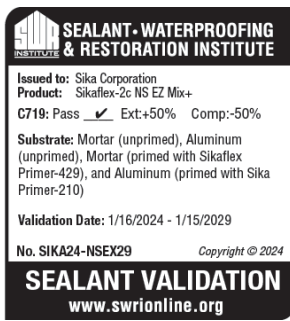 SWR
INSTITUTE
SEALANT • WATERPROOFING
& RESTORATION INSTITUTE
Issued to: Sika Corporation
Product: Sikaflex-2c NS EZ Mix+
C719: Pass ✔ Ext:+50% Comp:-50%
Substrate: Mortar (unprimed), Aluminum
(unprimed), Mortar (primed with Sikaflex
Primer-429), and Aluminum (primed with Sika
Primer-210)
Validation Date: 1/16/2024 - 1/15/2029
No. SIKA24-NSEX29 Copyright © 2024
SEALANT VALIDATION
www.swrionline.org